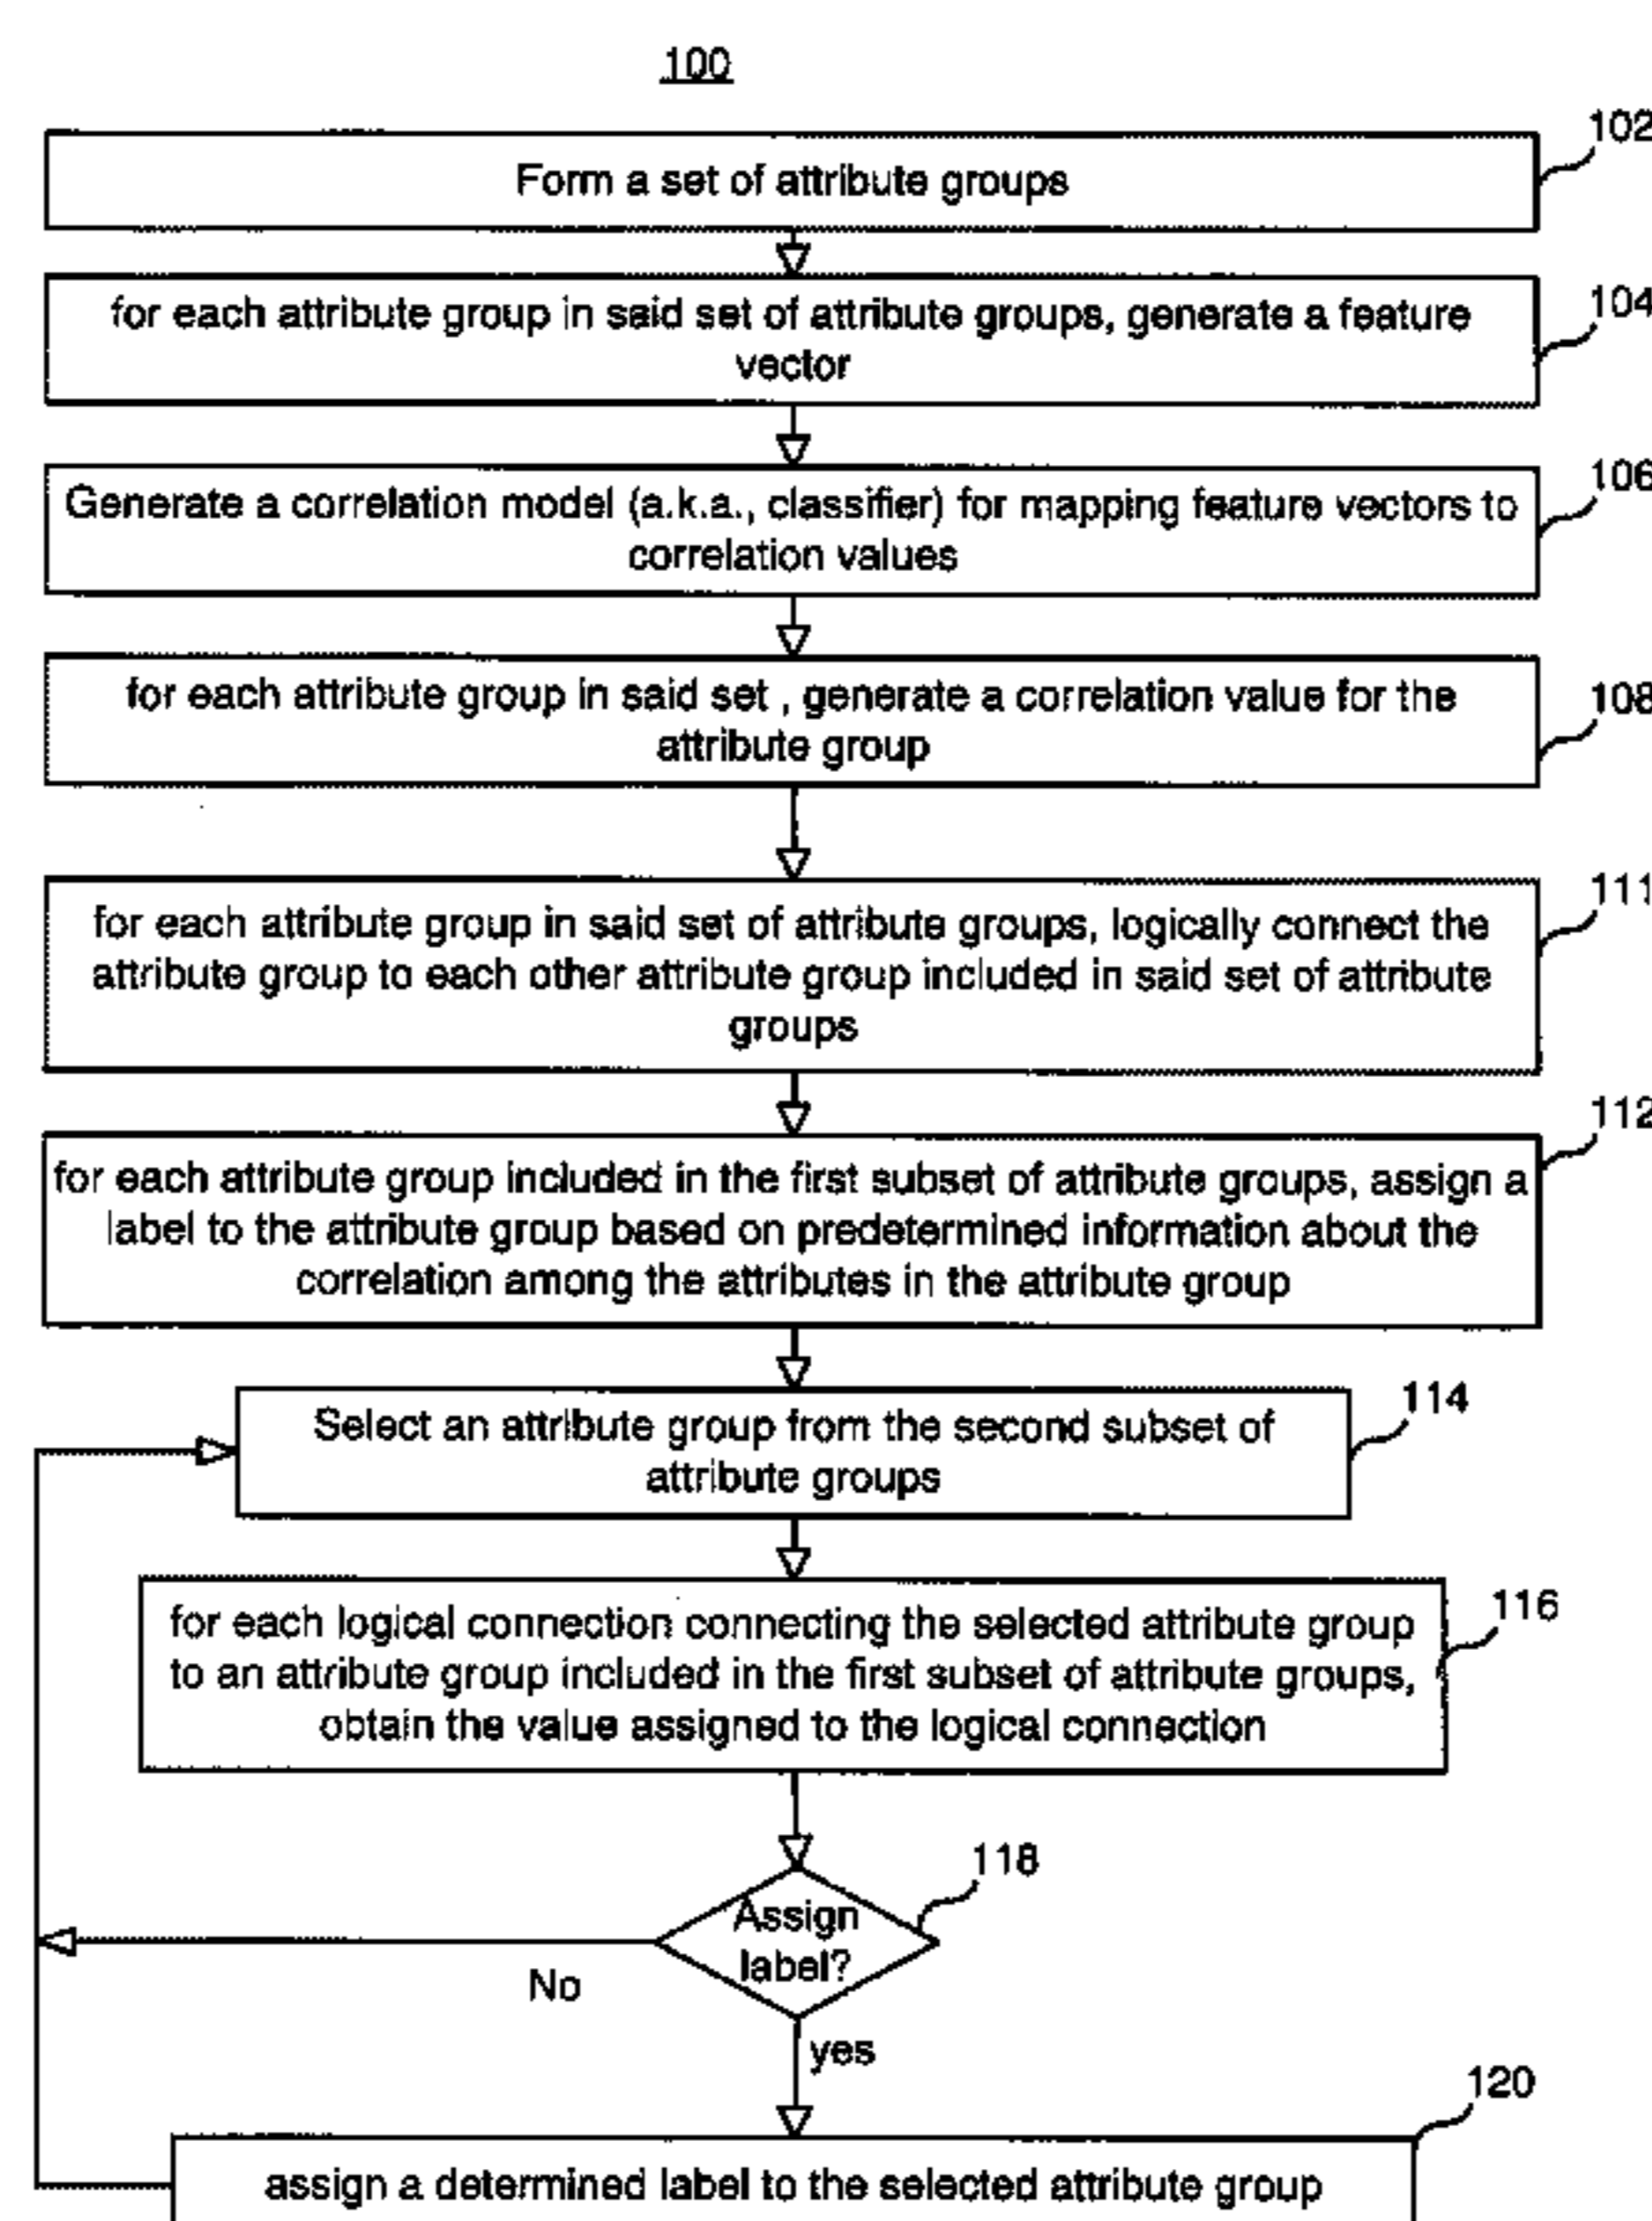 100
102
Form a set of attribute groups
104
for each attribute group in said set of attribute groups, generate a feature
vector
106
Generate a correlation model (a.k.a., classifier) for mapping feature vectors to
correlation values
108
for each attribute group in said set , generate a correlation value for the
attribute group
111
for each attribute group in said set of attribute groups, logically connect the
attribute group to each other attribute group included in said set of attribute
groups
112
for each attribute group included in the first subset of attribute groups, assign a
label to the attribute group based on predetermined information about the
correlation among the attributes in the attribute group
114
Select an attribute group from the second subset of
attribute groups
116
for each logical connection connecting the selected attribute group
to an attribute group included in the first subset of attribute groups,
obtain the value assigned to the logical connection
118
Assign
label?
No
yes
120
assign a determined label to the selected attribute group